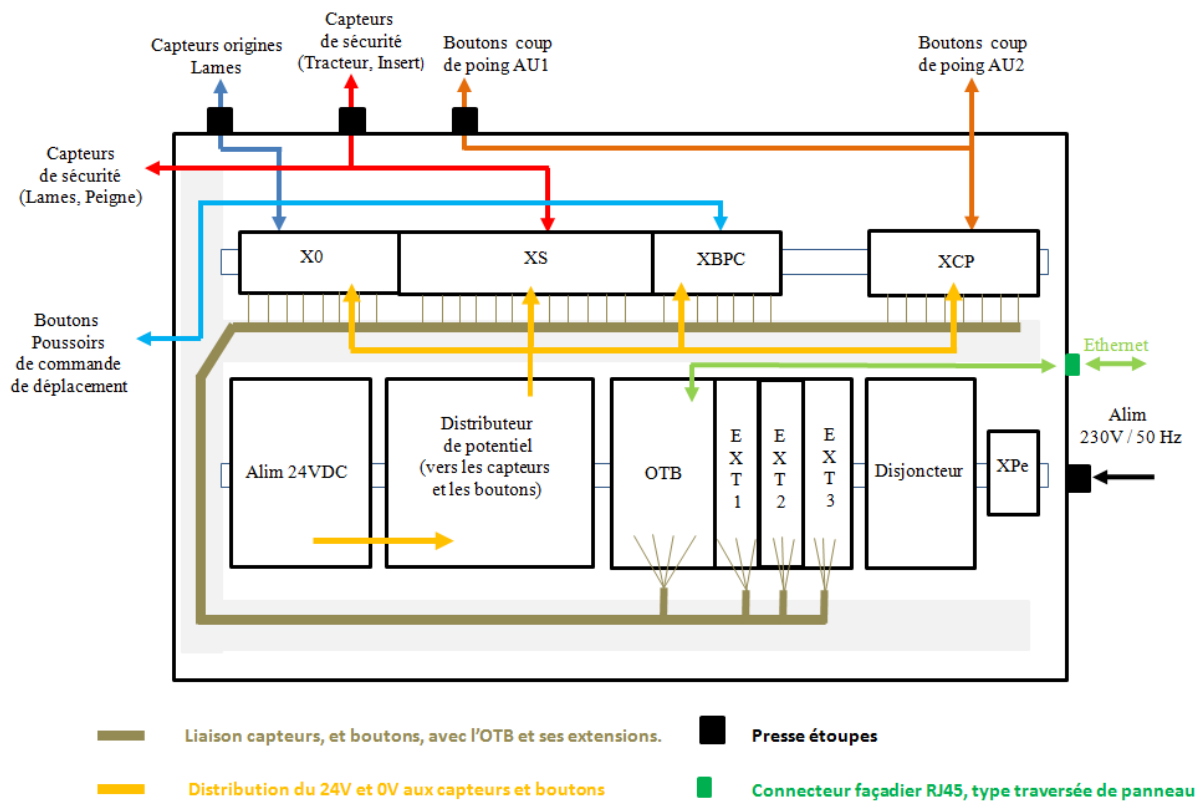 Capteurs origines
Lames
Capteurs
de sécurité
(Tracteur, Insert)
Boutons coup
de poing AU1
Boutons coup
de poing AU2
Capteurs
de sécurité
(Lames, Peigne)
X0
XS
XBPC
XCP
Boutons
Poussoirs
de commande
de déplacement
Ethernet
Alim
230V / 50 Hz
Alim 24VDC
Distributeur
de potentiel
(vers les capteurs
et les boutons)
OTB
E
X
T
1
E
X
T
2
E
X
T
3
Disjoncteur
XPe
Liaison capteurs, et boutons, avec l’OTB et ses extensions.
Presse étoupes
Distribution du 24V et 0V aux capteurs et boutons
Connecteur façadier RJ45, type traversée de panneau